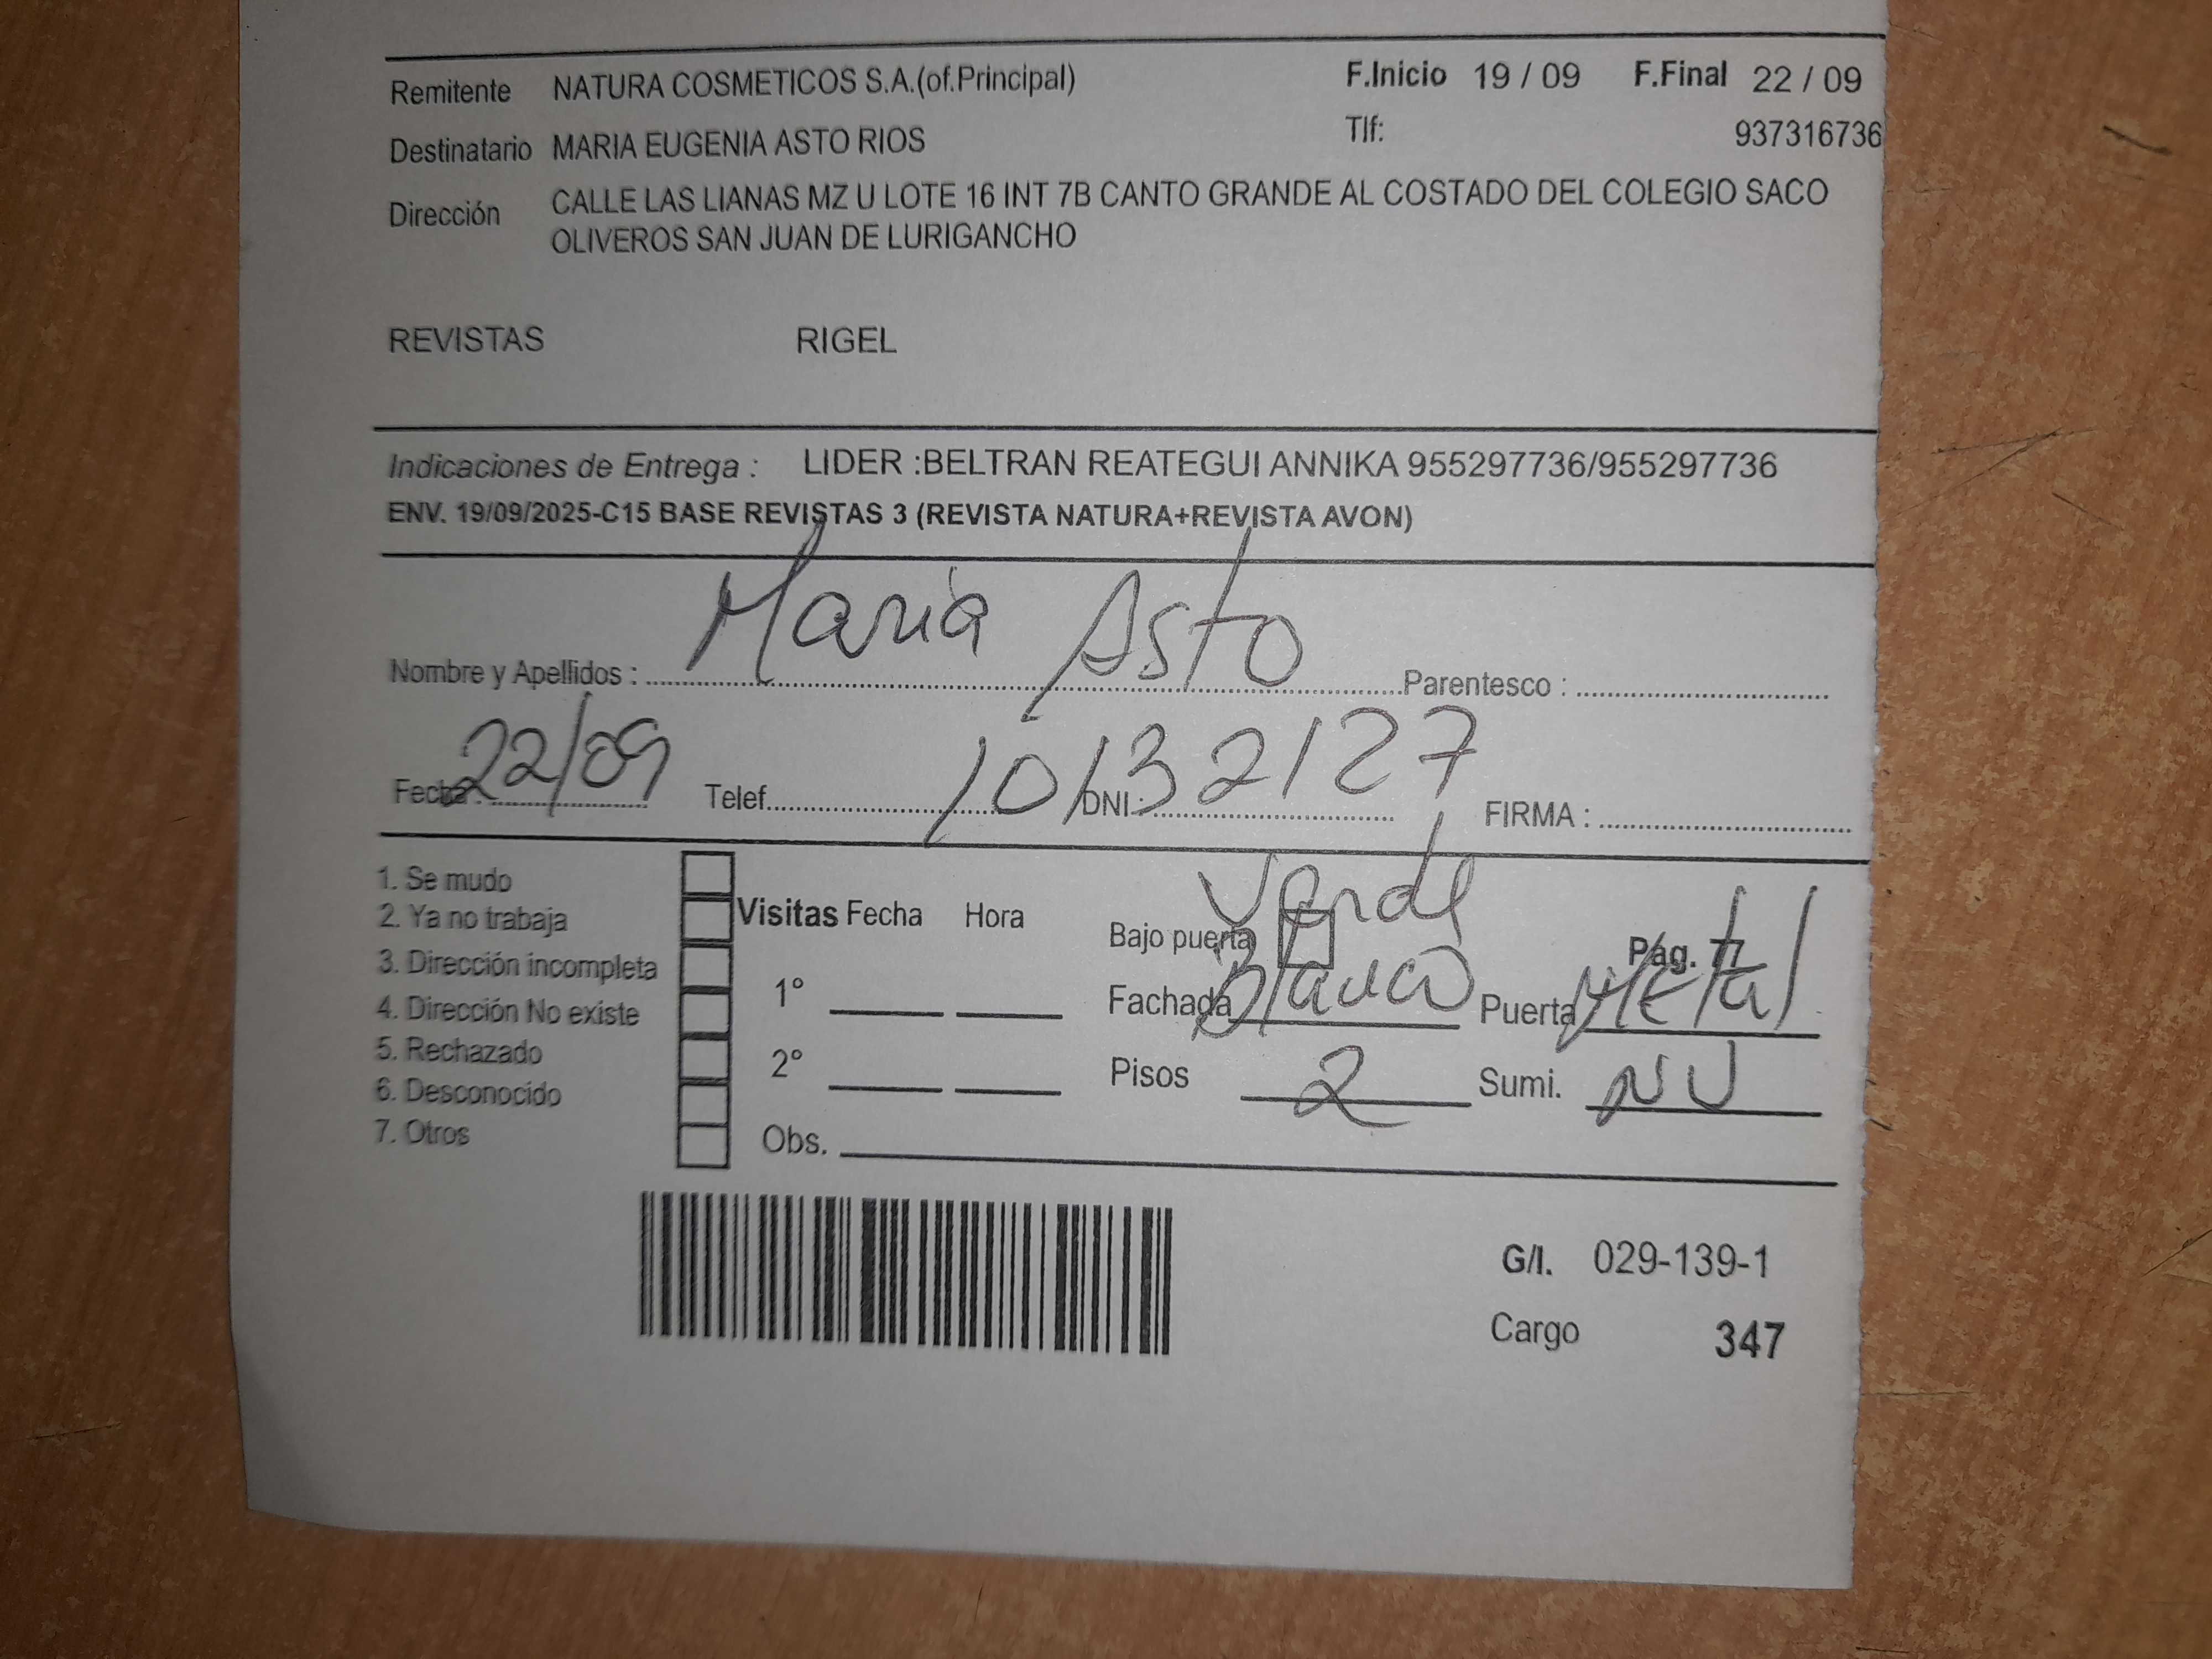 Remitente NATURA COSMETICOS S.A.(of.Principal) F.Inicio 19 / 09 F.Final 22 / 09
Destinatario MARIA EUGENIA ASTO RIOS Tlf: 937316736
Dirección CALLE LAS LIANAS MZ U LOTE 16 INT 7B CANTO GRANDE AL COSTADO DEL COLEGIO SACO
OLIVEROS SAN JUAN DE LURIGANCHO
REVISTAS RIGEL
Indicaciones de Entrega : LIDER :BELTRAN REATEGUI ANNIKA 955297736/955297736
ENV. 19/09/2025-C15 BASE REVISTAS 3 (REVISTA NATURA+REVISTA AVON)
Nombre y Apellidos : Maria Asto Parentesco :
Fecha : 22/09 Telef. DNI : 10132127 FIRMA :
1. Se mudo
2. Ya no trabaja
3. Dirección incompleta
4. Dirección No existe
5. Rechazado
6. Desconocido
7. Otros
Visitas Fecha Hora
1°
2°
Obs.
Verde
Bajo puerta Pág. 77
Fachada Blanco Puerta Metal
Pisos 2 Sumi. NU
G/I. 029-139-1
Cargo 347